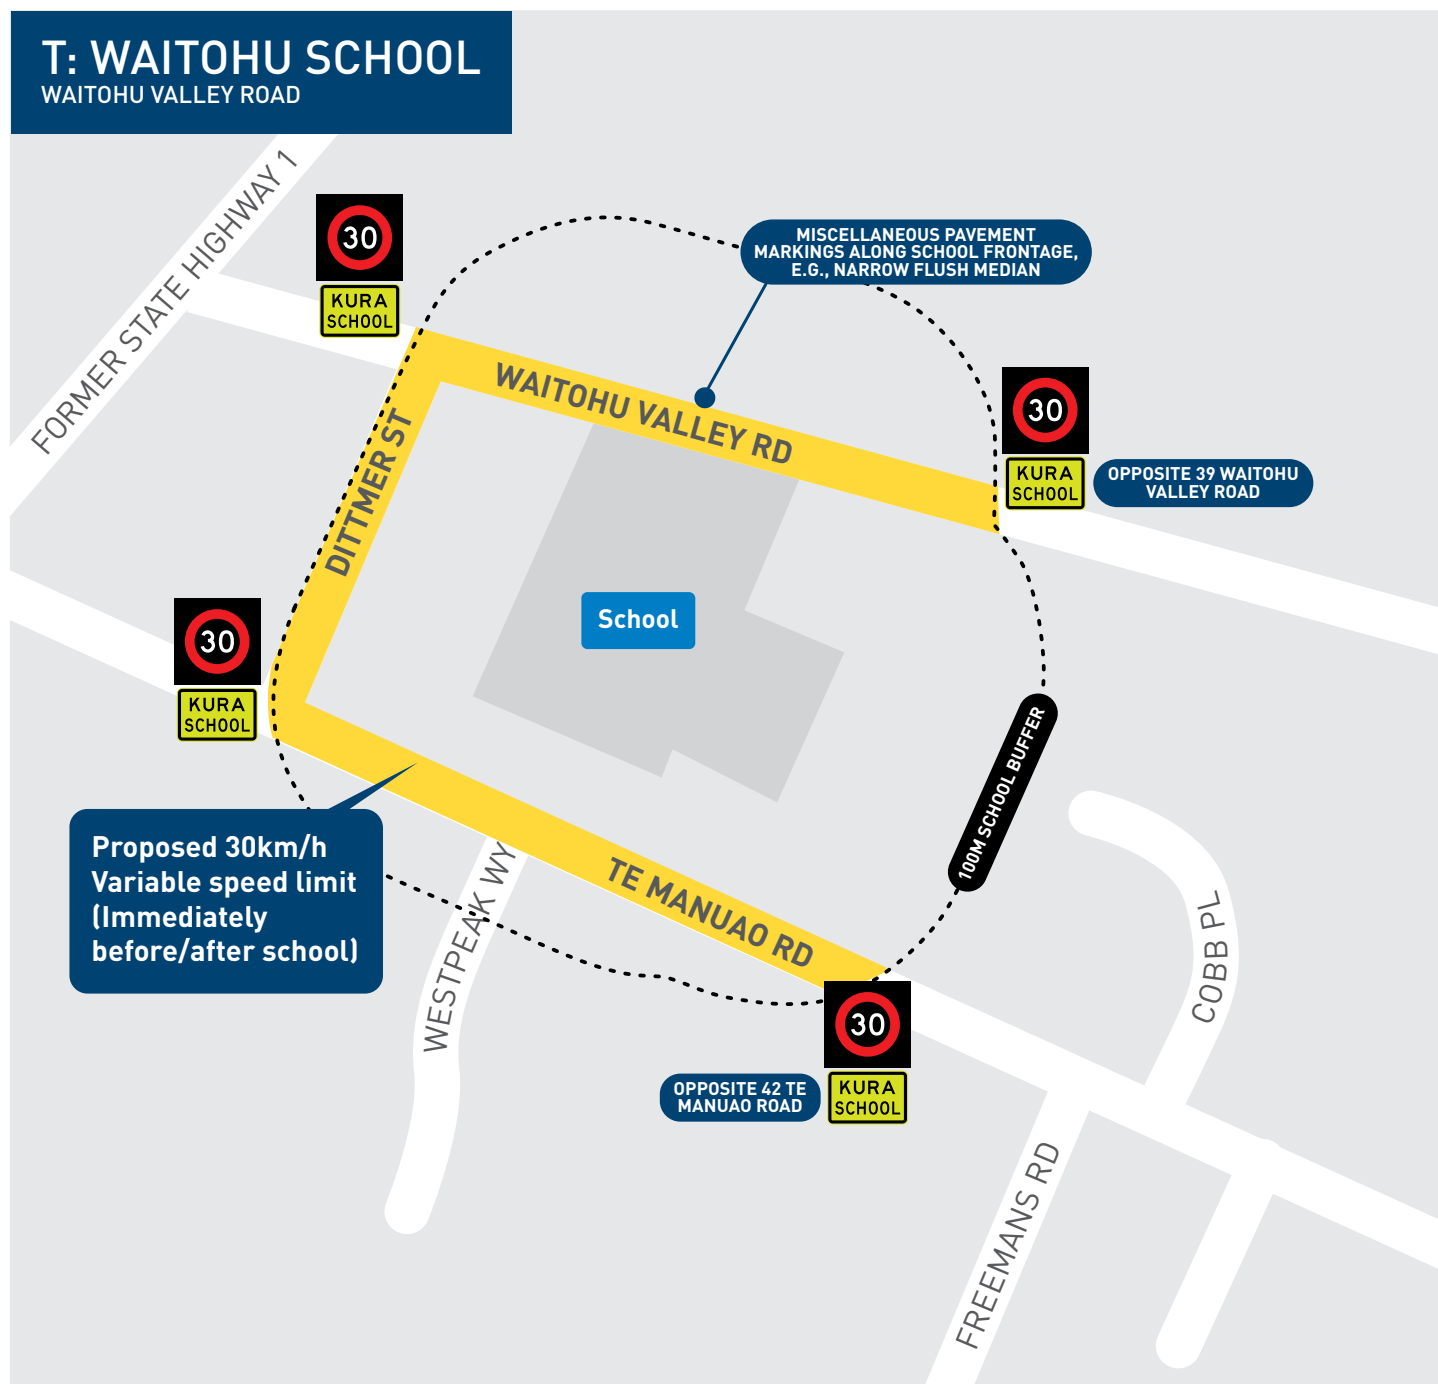 T: WAITOHU SCHOOL
WAITOHU VALLEY ROAD
FORMER STATE HIGHWAY 1
30
KURA
SCHOOL
MISCELLANEOUS PAVEMENT
MARKINGS ALONG SCHOOL FRONTAGE,
E.G., NARROW FLUSH MEDIAN
WAITOHU VALLEY RD
30
KURA
SCHOOL
OPPOSITE 39 WAITOHU
VALLEY ROAD
DITTMER ST
School
30
KURA
SCHOOL
100M SCHOOL BUFFER
Proposed 30km/h
Variable speed limit
(Immediately
before/after school)
WESTPEAK WY
TE MANUAO RD
COBB PL
30
KURA
SCHOOL
OPPOSITE 42 TE
MANUAO ROAD
FREEMANS RD